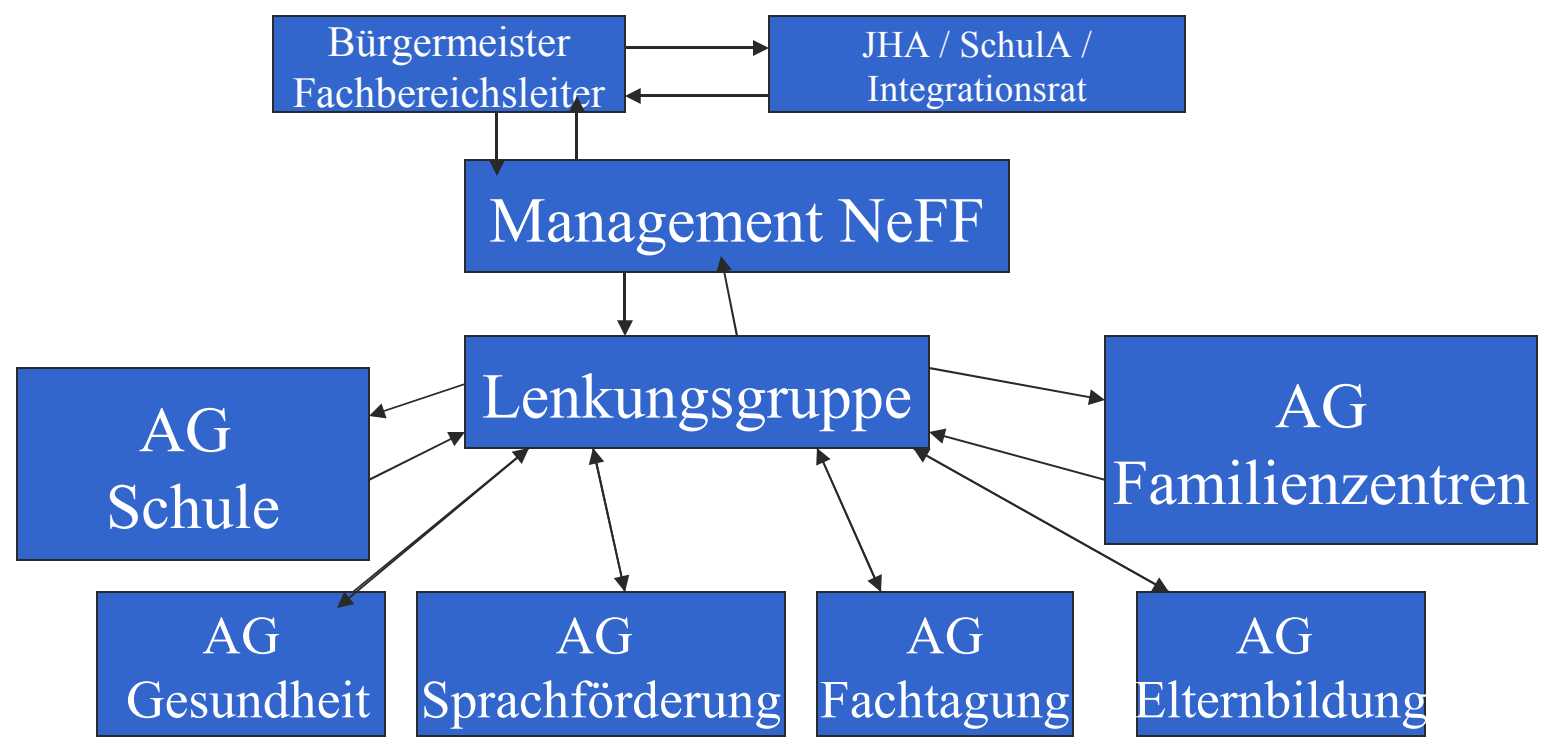 Bürgermeister
Fachbereichsleiter
JHA / SchulA /
Integrationsrat
Management NeFF
Lenkungsgruppe
AG
Schule
AG
Familienzentren
AG
Gesundheit
AG
Sprachförderung
AG
Fachtagung
AG
Elternbildung